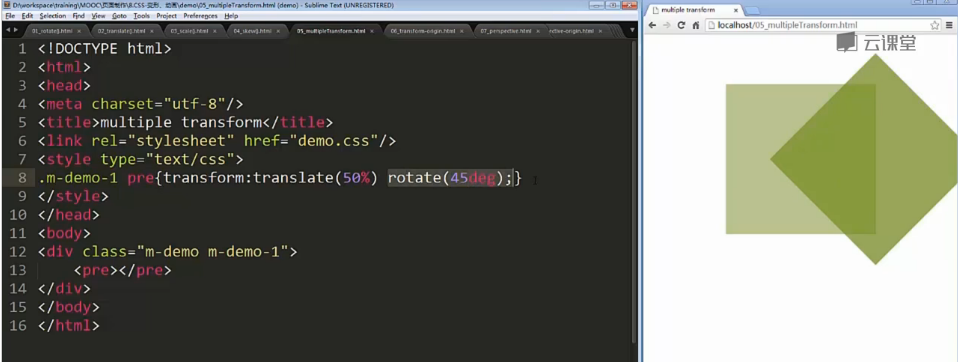 D:\workspace\training\MOOC\页面制作\8.CSS-变形、动画\demo\05_multipleTransform.html (demo) - Sublime Text (UNREGISTERED)
File Edit Selection Find View Goto Tools Project Preferences Help
01_rotate().html 02_translate().html 03_scale().html 04_skew().html 05_multipleTransform.html 06_transform-origin.html 07_perspective.html ctive-origin.html
1 <!DOCTYPE html>
2 <html>
3 <head>
4 <meta charset="utf-8"/>
5 <title>multiple transform</title>
6 <link rel="stylesheet" href="demo.css"/>
7 <style type="text/css">
8 .m-demo-1 pre{transform:translate(50%) rotate(45deg);}
9 </style>
10 </head>
11 <body>
12 <div class="m-demo m-demo-1">
13 <pre></pre>
14 </div>
15 </body>
16 </html>
multiple transform
localhost/05_multipleTransform.html
云课堂